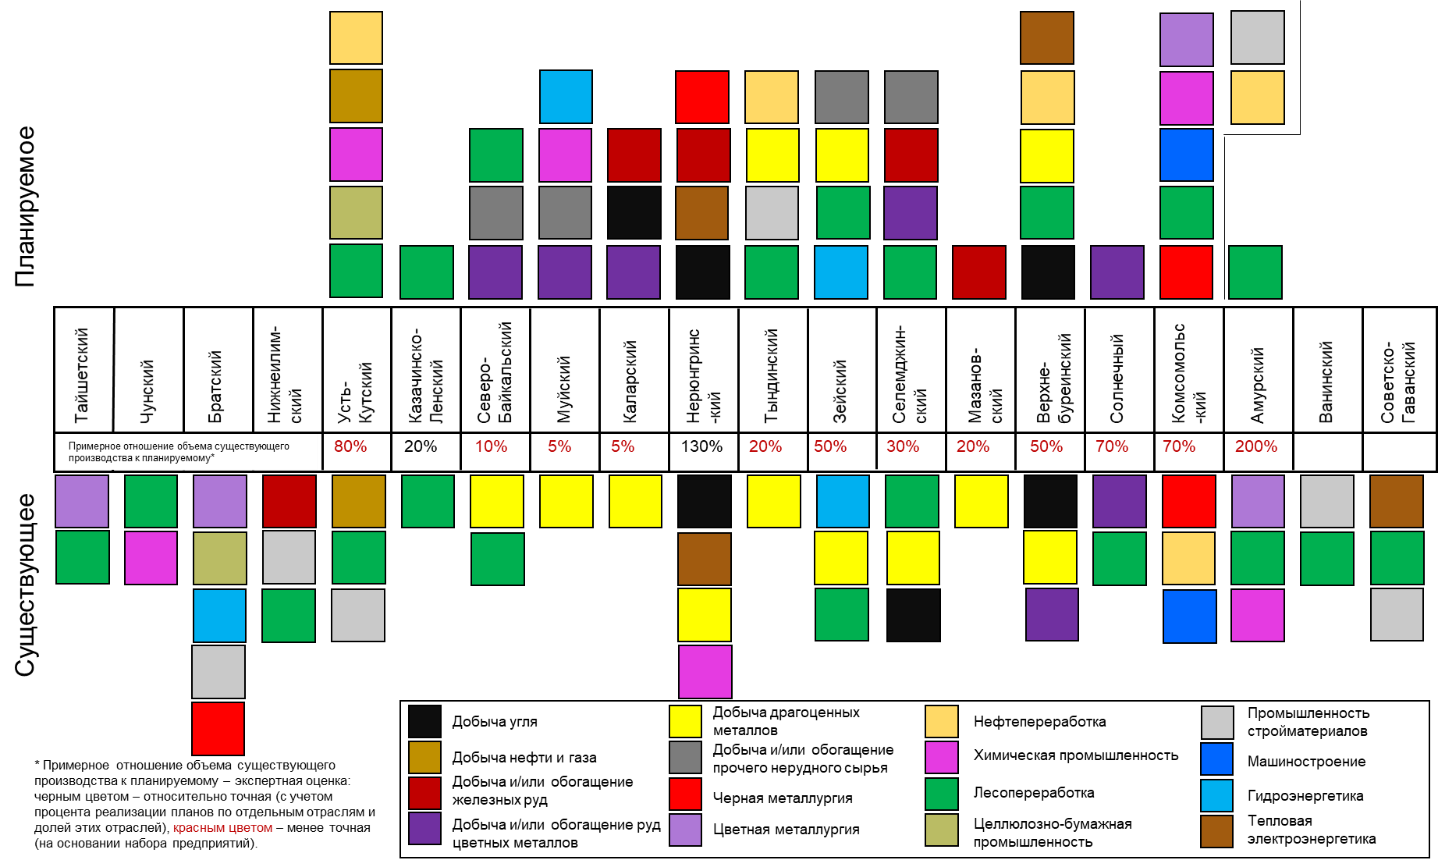 Планируемое
Тайшетский
Чунский
Братский
Нижнеилим-
ский
Усть-
Кутский
Казачинско-
Ленский
Северо-
Байкальский
Муйский
Каларский
Нерюнгринс
-кий
Тындинский
Зейский
Селемджин-
ский
Мазанов-
ский
Верхне-
буреинский
Солнечный
Комсомольс
-кий
Амурский
Ванинский
Советско-
Гаванский
Примерное отношение объема существующего
производства к планируемому*
80%
20%
10%
5%
5%
130%
20%
50%
30%
20%
50%
70%
70%
200%
Существующее
Добыча угля
Добыча нефти и газа
Добыча и/или обогащение
железных руд
Добыча и/или обогащение руд
цветных металлов
Добыча драгоценных
металлов
Добыча и/или обогащение
прочего нерудного сырья
Черная металлургия
Цветная металлургия
Нефтепереработка
Химическая промышленность
Лесопереработка
Целлюлозно-бумажная
промышленность
Промышленность
стройматериалов
Машиностроение
Гидроэнергетика
Тепловая
электроэнергетика
* Примерное отношение объема существующего
производства к планируемому – экспертная оценка:
черным цветом – относительно точная (с учетом
процента реализации планов по отдельным отраслям и
долей этих отраслей), красным цветом – менее точная
(на основании набора предприятий).